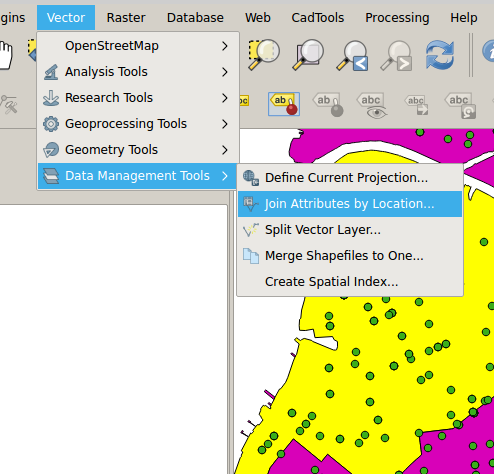 gins Vector Raster Database Web CadTools Processing Help
OpenStreetMap
Analysis Tools
Research Tools
Geoprocessing Tools
Geometry Tools
Data Management Tools
Define Current Projection...
Join Attributes by Location...
Split Vector Layer...
Merge Shapefiles to One...
Create Spatial Index...
ab ab abc ab abc